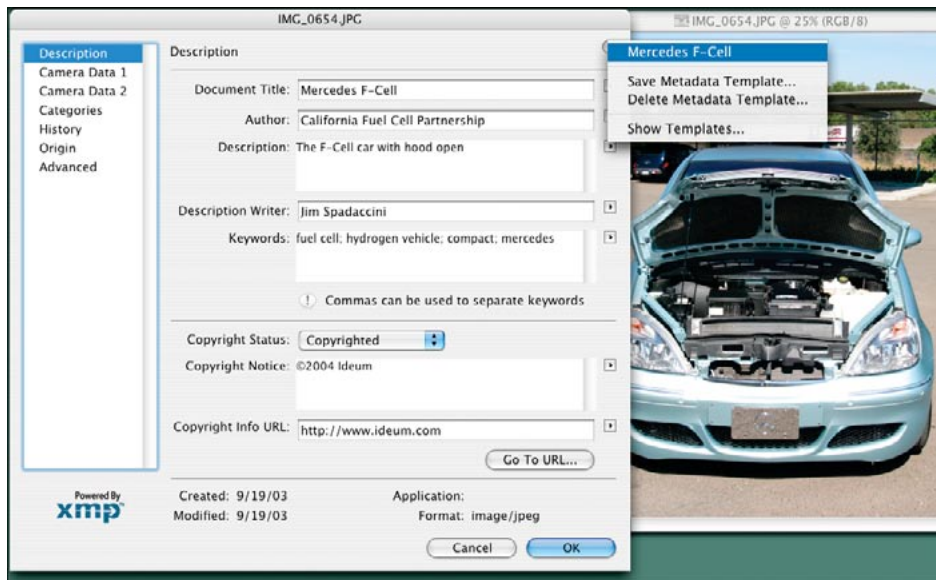 IMG_0654.JPG
IMG_0654.JPG @ 25% (RGB/8)
Description
Camera Data 1
Camera Data 2
Categories
History
Origin
Advanced
Description
Mercedes F-Cell
Save Metadata Template...
Delete Metadata Template...
Show Templates...
Document Title: Mercedes F-Cell
Author: California Fuel Cell Partnership
Description: The F-Cell car with hood open
Description Writer: Jim Spadaccini
Keywords: fuel cell; hydrogen vehicle; compact; mercedes
! Commas can be used to separate keywords
Copyright Status: Copyrighted
Copyright Notice: ©2004 Ideum
Copyright Info URL: http://www.ideum.com
Go To URL...
Powered By
xmp™
Created: 9/19/03
Application:
Modified: 9/19/03
Format: image/jpeg
Cancel
OK